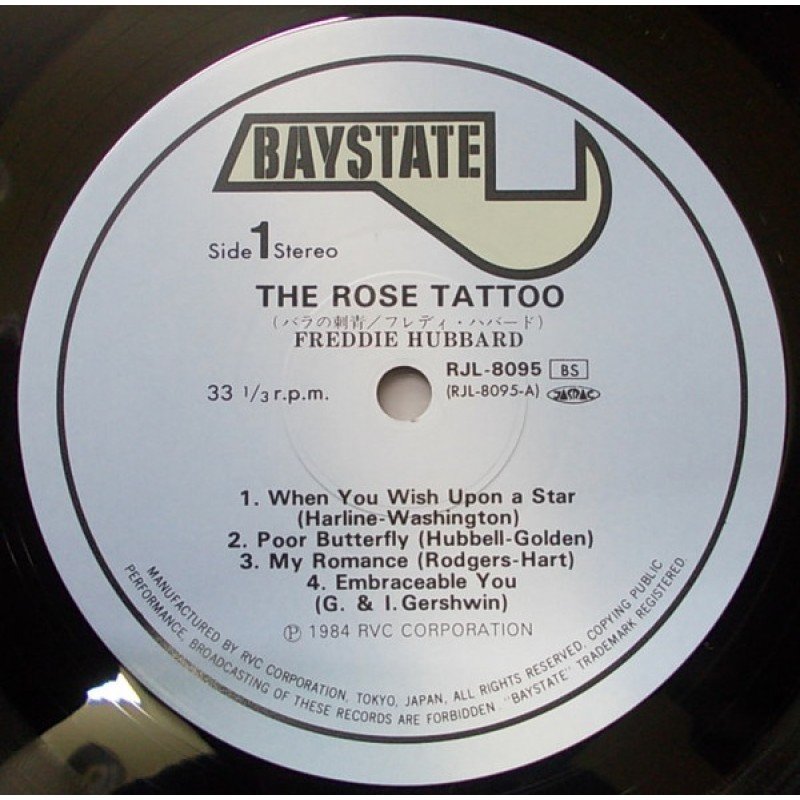 BAYSTATE
Side 1 Stereo
THE ROSE TATTOO
(バラの刺青/フレディ・ハバード)
FREDDIE HUBBARD
RJL-8095 BS
33 1/3 r.p.m.
(RJL-8095-A) JASRAC
1. When You Wish Upon a Star
(Harline-Washington)
2. Poor Butterfly (Hubbell-Golden)
3. My Romance (Rodgers-Hart)
4. Embraceable You
(G. & I. Gershwin)
℗ 1984 RVC CORPORATION
MANUFACTURED BY RVC CORPORATION, TOKYO, JAPAN, ALL RIGHTS RESERVED, COPYING PUBLIC
PERFORMANCE, BROADCASTING OF THESE RECORDS ARE FORBIDDEN. "BAYSTATE" TRADEMARK REGISTERED.